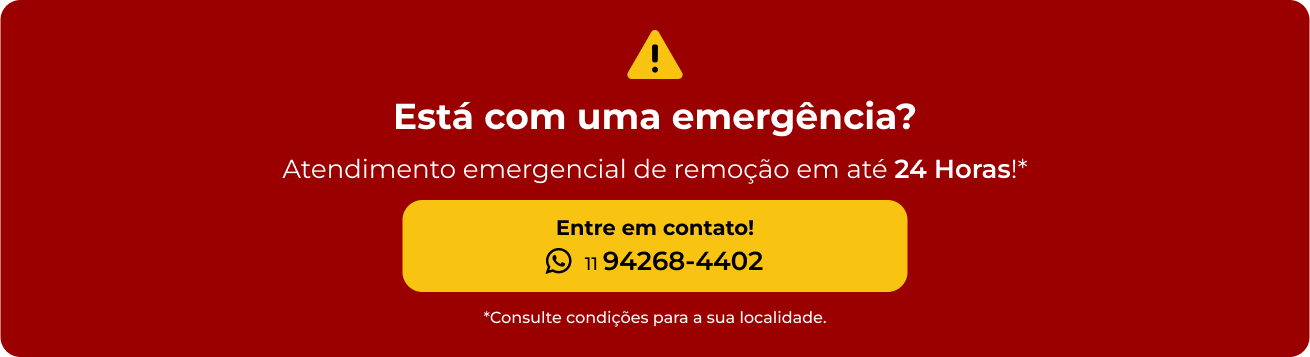 Está com uma emergência?
Atendimento emergencial de remoção em até 24 Horas!*
Entre em contato!
11 94268-4402
*Consulte condições para a sua localidade.